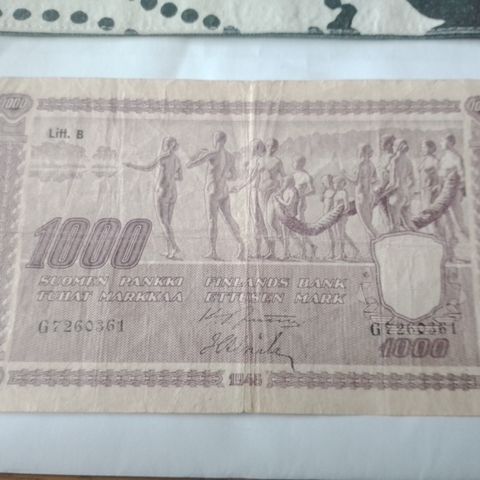 1000
Litt. B
1000
SUOMEN PANKKI FINLANDS BANK
TUHAT MARKKAA ETTUSEN MARK
G7260361 G7260361
1000
1945